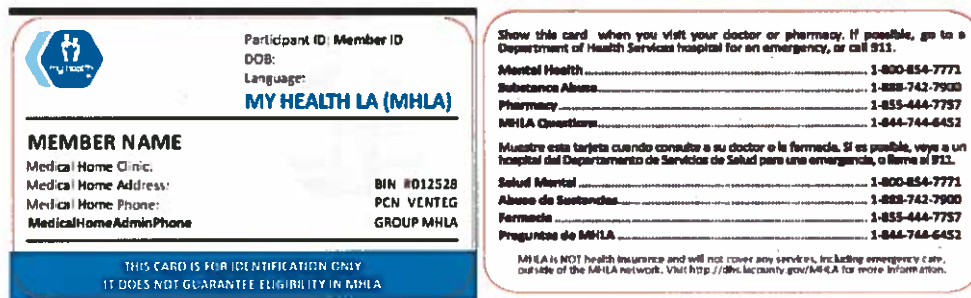 my health
LA
Participant ID: Member ID
DOB:
Language:
MY HEALTH LA (MHLA)
MEMBER NAME
Medical Home Clinic:
Medical Home Address:
BIN #012528
Medical Home Phone:
PCN VENTEG
MedicalHomeAdminPhone
GROUP MHLA
THIS CARD IS FOR IDENTIFICATION ONLY
IT DOES NOT GUARANTEE ELIGIBILITY IN MHLA
Show this card when you visit your doctor or pharmacy. If possible, go to a
Department of Health Services hospital for an emergency, or call 911.
Mental Health 1-800-854-7771
Substance Abuse 1-888-742-7900
Pharmacy 1-855-444-7757
MHLA Questions 1-844-744-6452
Muestre esta tarjeta cuando consulte a su doctor o la farmacia. Si es posible, vaya a un
hospital del Departamento de Servicios de Salud para una emergencia, o llame al 911.
Salud Mental 1-800-854-7771
Abuso de Sustancias 1-888-742-7900
Farmacia 1-855-444-7757
Preguntas de MHLA 1-844-744-6452
MHLA is NOT health insurance and will not cover any services, including emergency care,
outside of the MHLA network. Visit http://dhs.lacounty.gov/MHLA for more information.